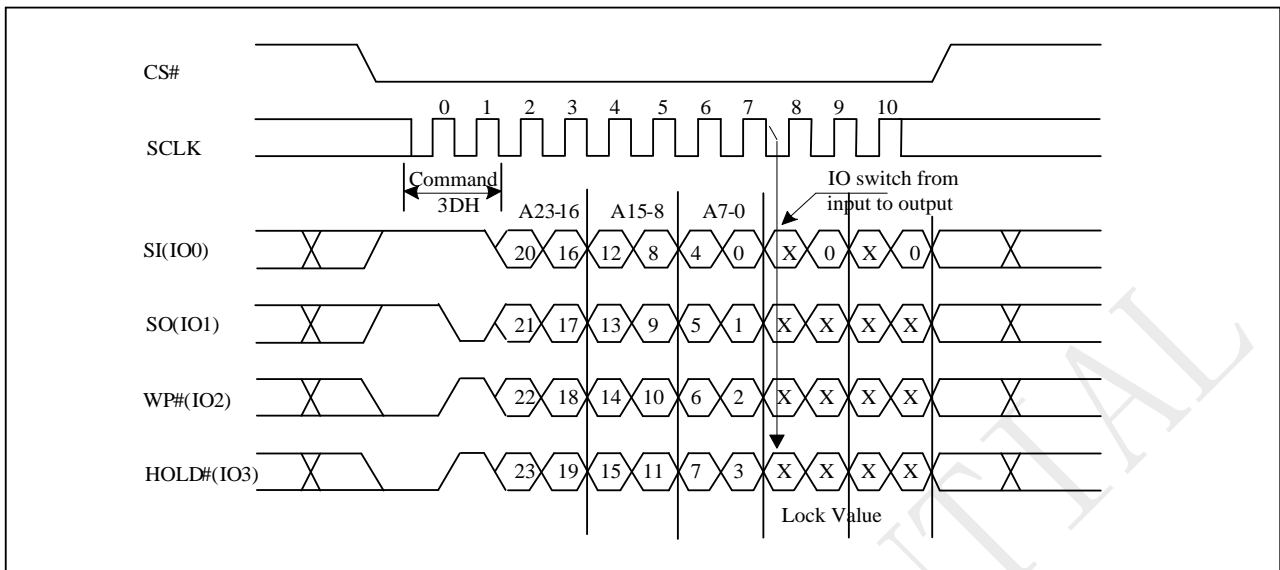 CS#
0 1 2 3 4 5 6 7 8 9 10
SCLK
Command
3DH
IO switch from
input to output
A23-16 A15-8 A7-0
SI(IO0) 20 16 12 8 4 0 X 0 X 0
SO(IO1) 21 17 13 9 5 1 X X X X
WP#(IO2) 22 18 14 10 6 2 X X X X
HOLD#(IO3) 23 19 15 11 7 3 X X X X
Lock Value